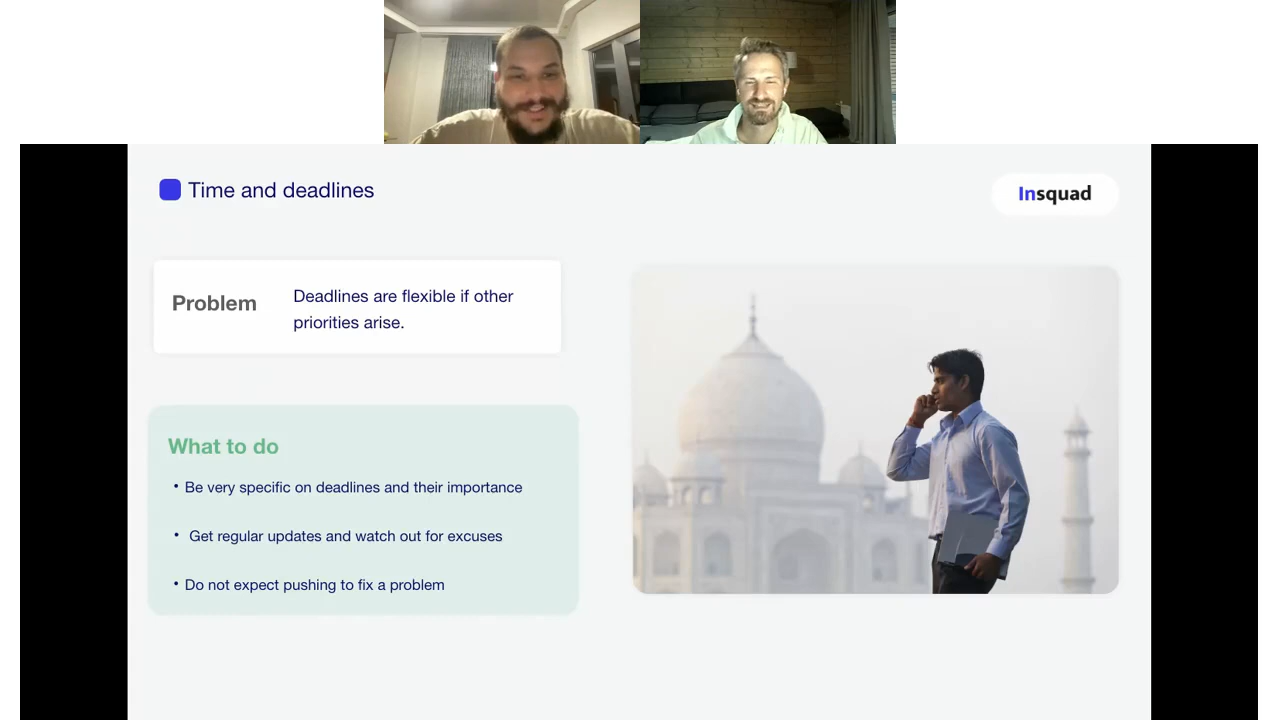 Time and deadlines
Insquad
Problem
Deadlines are flexible if other
priorities arise.
What to do
• Be very specific on deadlines and their importance
• Get regular updates and watch out for excuses
• Do not expect pushing to fix a problem